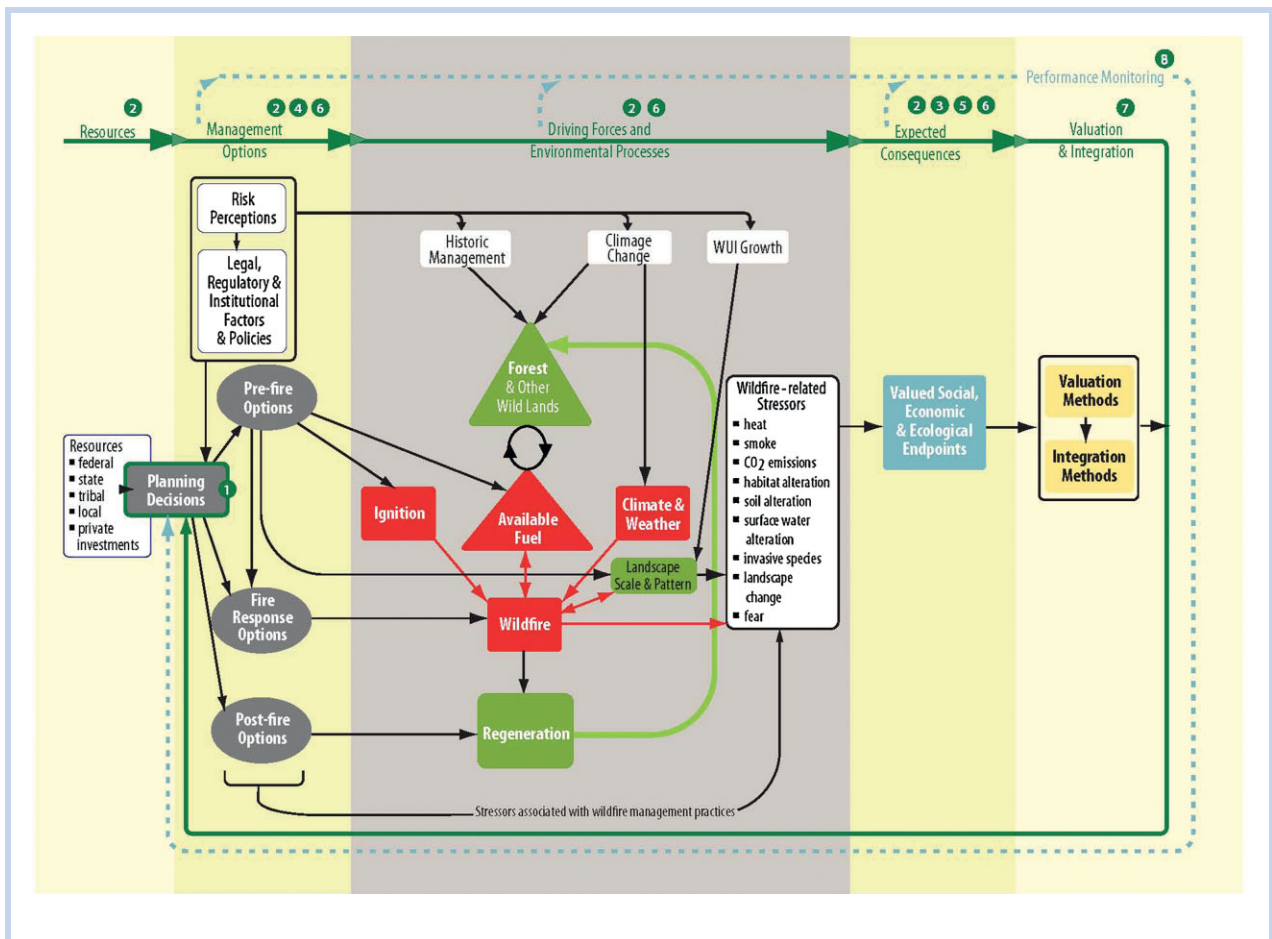 8
Performance Monitoring
2
2 4 6
2 6
2 3 5 6
7
Resources
Management
Options
Driving Forces and
Environmental Processes
Expected
Consequences
Valuation
& Integration
Risk
Perceptions
Legal,
Regulatory &
Institutional
Factors
& Policies
Historic
Management
Climage
Change
WUI Growth
Forest
& Other
Wild Lands
Pre-fire
Options
Resources
▪ federal
▪ state
▪ tribal
▪ local
▪ private
investments
Planning
Decisions
1
Ignition
Available
Fuel
Climate &
Weather
Landscape
Scale & Pattern
Fire
Response
Options
Wildfire
Post-fire
Options
Regeneration
Wildfire-related
Stressors
▪ heat
▪ smoke
▪ CO2 emissions
▪ habitat alteration
▪ soil alteration
▪ surface water
alteration
▪ invasive species
▪ landscape
change
▪ fear
Valued Social,
Economic
& Ecological
Endpoints
Valuation
Methods
Integration
Methods
Stressors associated with wildfire management practices